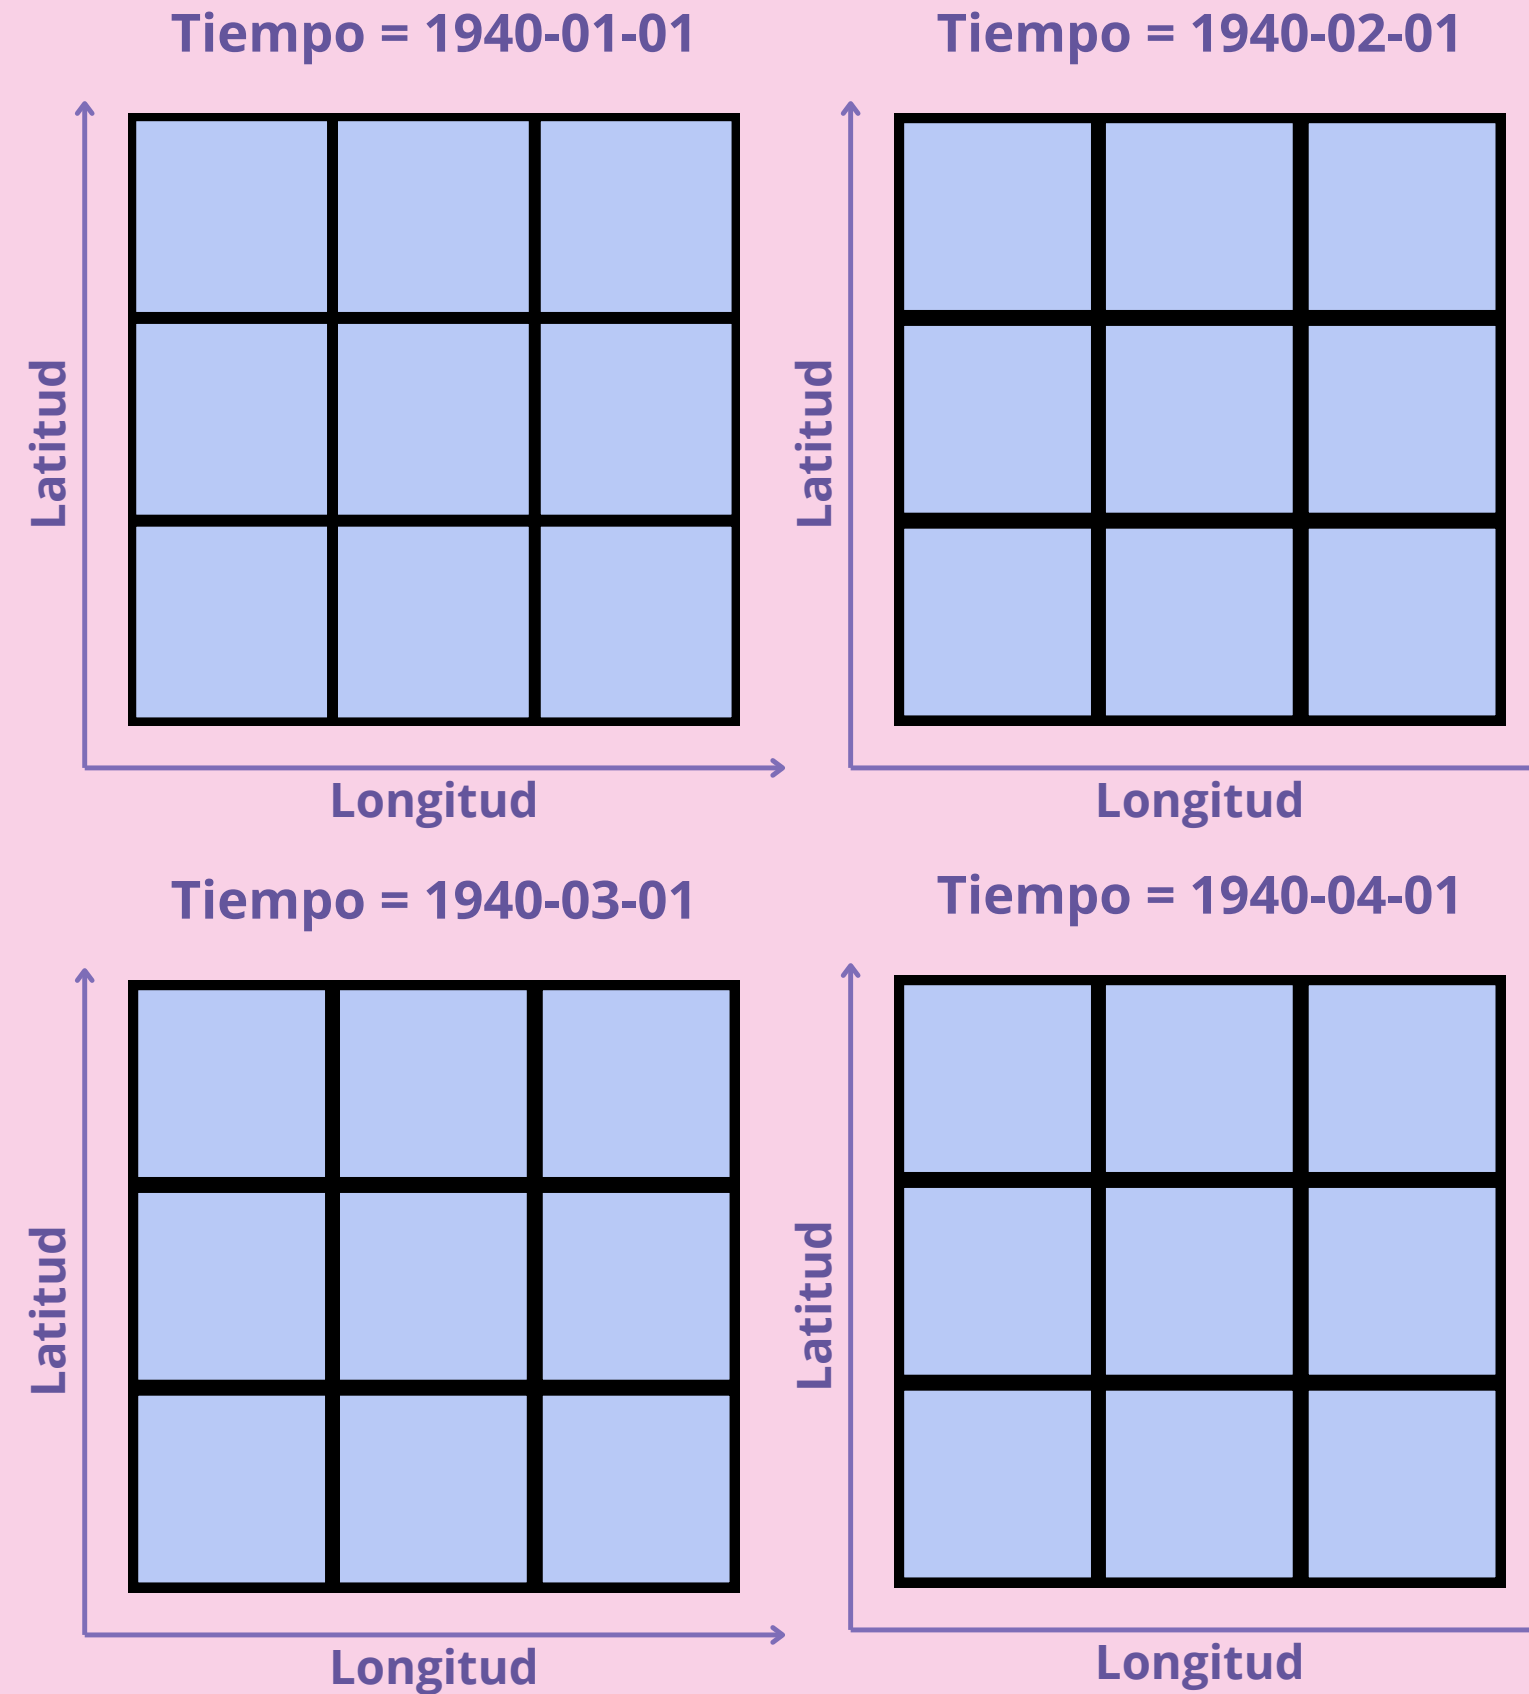 Tiempo = 1940-01-01
Latitud
Longitud
Tiempo = 1940-02-01
Latitud
Longitud
Tiempo = 1940-03-01
Latitud
Longitud
Tiempo = 1940-04-01
Latitud
Longitud